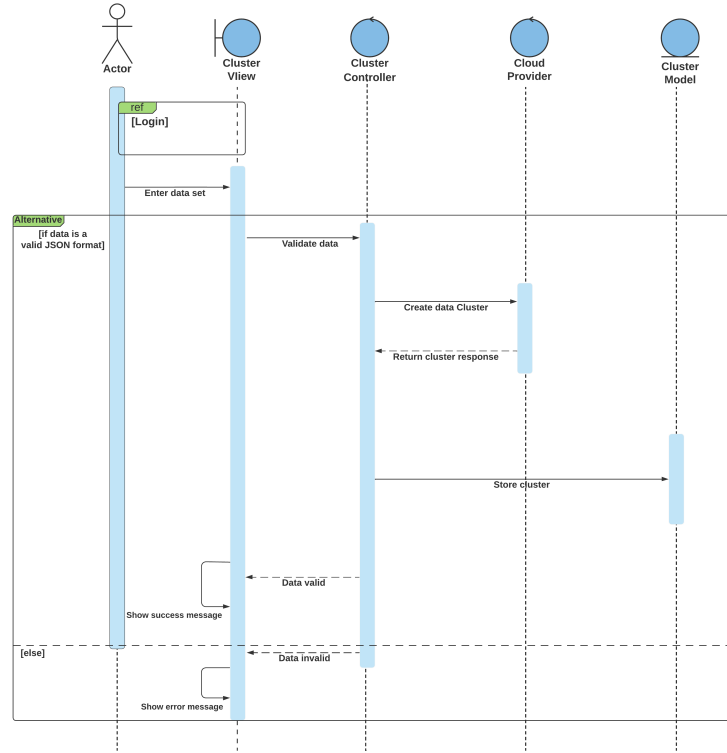 Actor
Cluster
VIiew
Cluster
Controller
Cloud
Provider
Cluster
Model
ref
[Login]
Enter data set
Alternative
[if data is a
valid JSON format]
Validate data
Create data Cluster
Return cluster response
Store cluster
Data valid
Show success message
[else]
Data invalid
Show error message